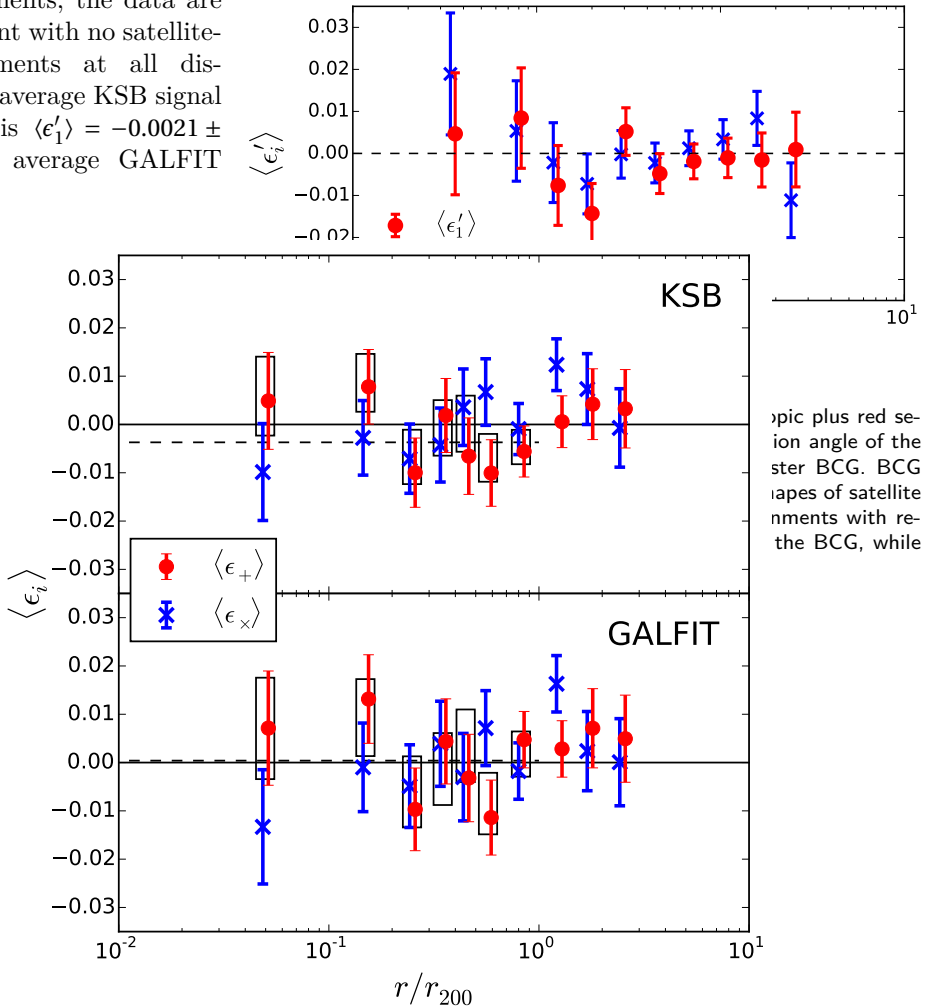 ments, the data are
nt with no satellite-
ments at all dis-
average KSB signal
is ⟨ϵ′₁⟩ = −0.0021 ±
average GALFIT
0.03
0.02
0.01
0.00
−0.01
−0.02
⟨ϵ′ᵢ⟩
⟨ϵ′₁⟩
10¹
opic plus red se-
ion angle of the
ster BCG. BCG
apes of satellite
nments with re-
the BCG, while
KSB
0.03
0.02
0.01
0.00
−0.01
−0.02
−0.03
⟨ϵᵢ⟩
⟨ϵ₊⟩
⟨ϵ×⟩
GALFIT
0.03
0.02
0.01
0.00
−0.01
−0.02
−0.03
10⁻² 10⁻¹ 10⁰ 10¹
r/r₂₀₀